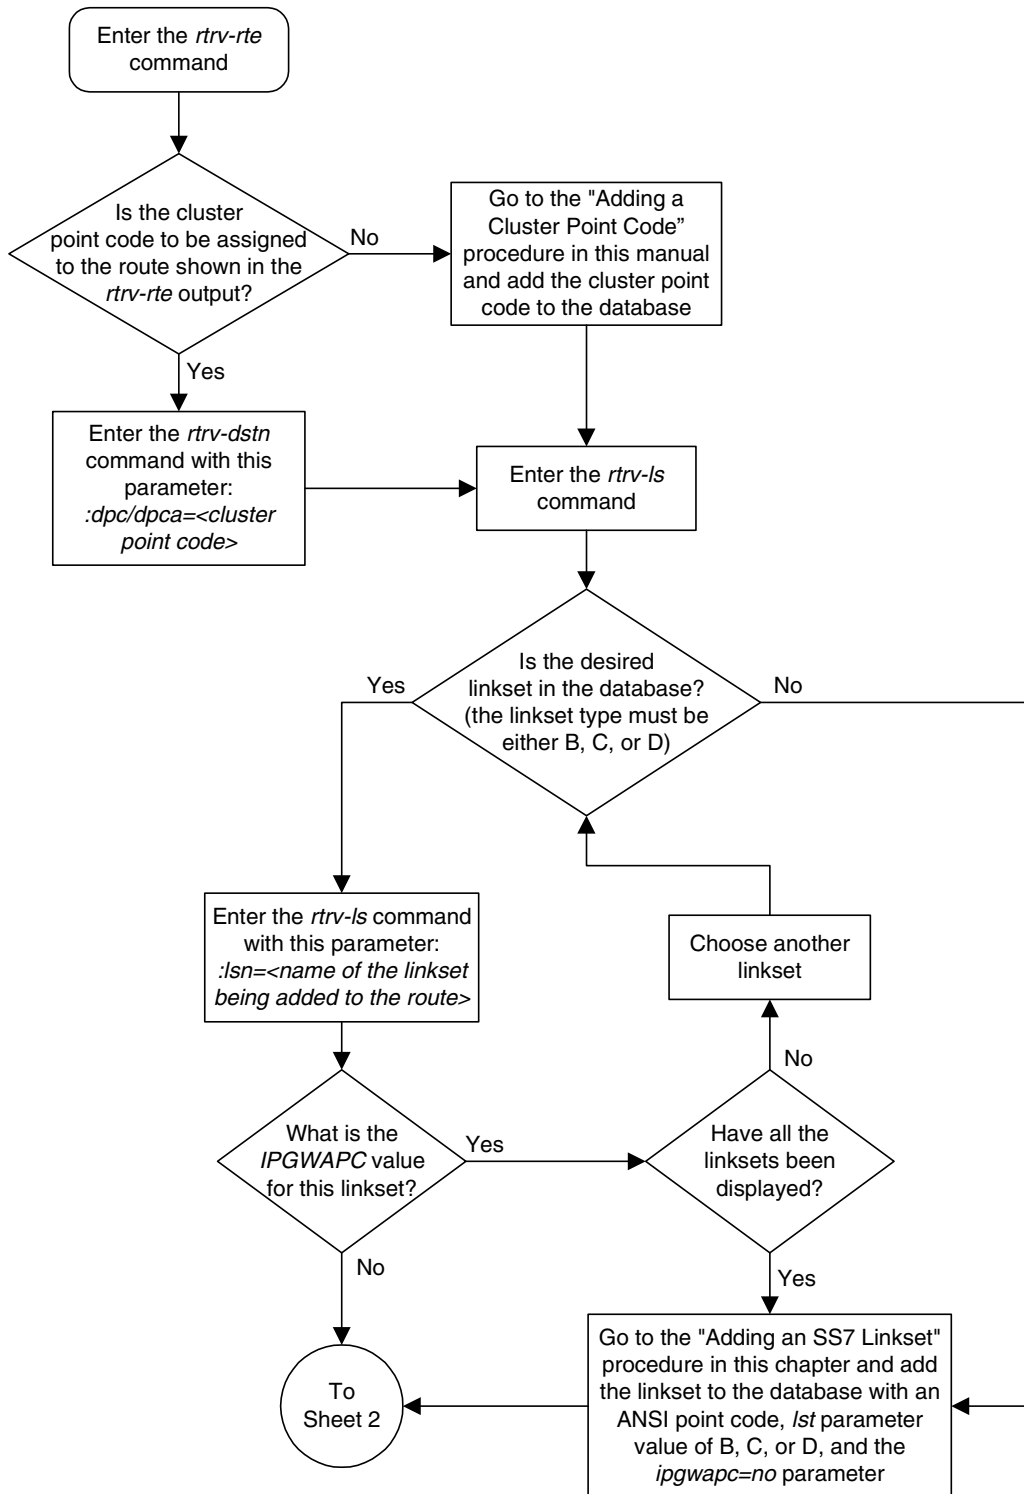 Enter the rtrv-rte
command
Is the cluster
point code to be assigned
to the route shown in the
rtrv-rte output?
No
Go to the "Adding a
Cluster Point Code”
procedure in this manual
and add the cluster point
code to the database
Yes
Enter the rtrv-dstn
command with this
parameter:
:dpc/dpca=<cluster
point code>
Enter the rtrv-ls
command
Is the desired
linkset in the database?
(the linkset type must be
either B, C, or D)
Yes
No
Enter the rtrv-ls command
with this parameter:
:lsn=<name of the linkset
being added to the route>
Choose another
linkset
No
What is the
IPGWAPC value
for this linkset?
Yes
Have all the
linksets been
displayed?
No
Yes
To
Sheet 2
Go to the "Adding an SS7 Linkset"
procedure in this chapter and add
the linkset to the database with an
ANSI point code, lst parameter
value of B, C, or D, and the
ipgwapc=no parameter